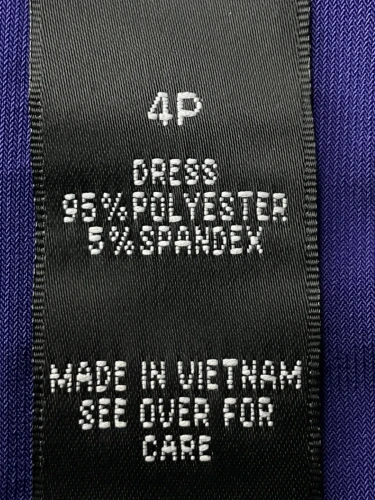 4P
DRESS
95%POLYESTER
5%SPANDEX
MADE IN VIETNAM
SEE OVER FOR
CARE